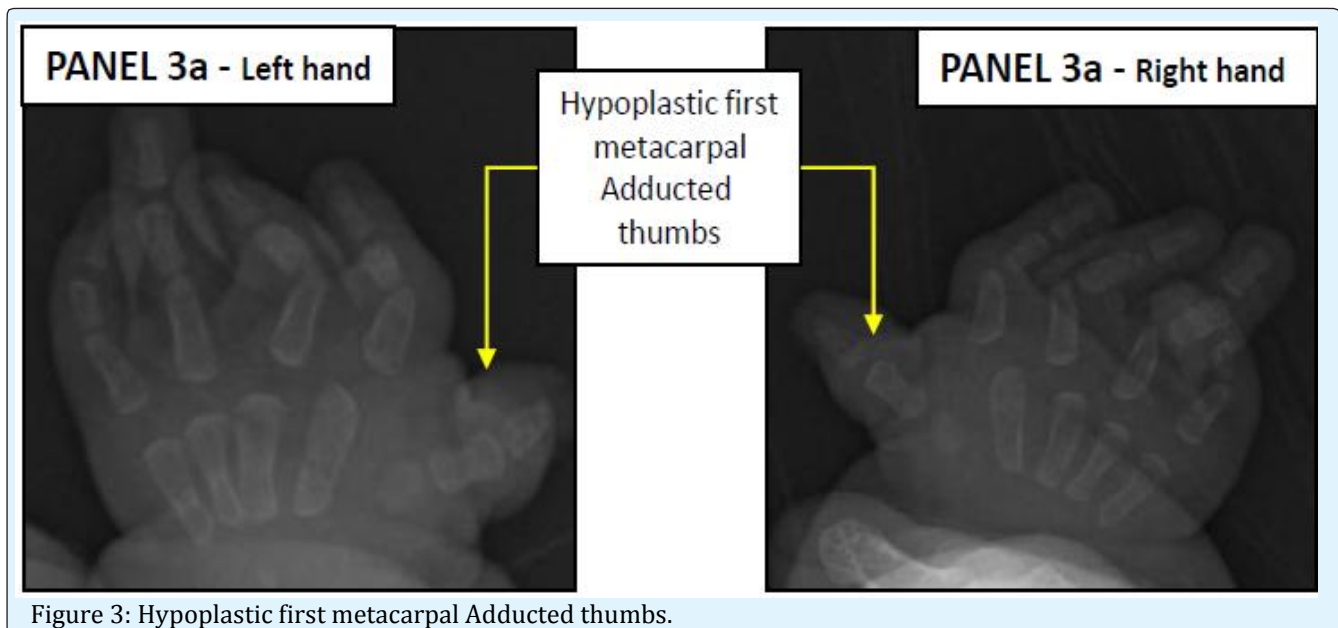 PANEL 3a - Left hand
Hypoplastic first
metacarpal
Adducted
thumbs
PANEL 3a - Right hand
Figure 3: Hypoplastic first metacarpal Adducted thumbs.